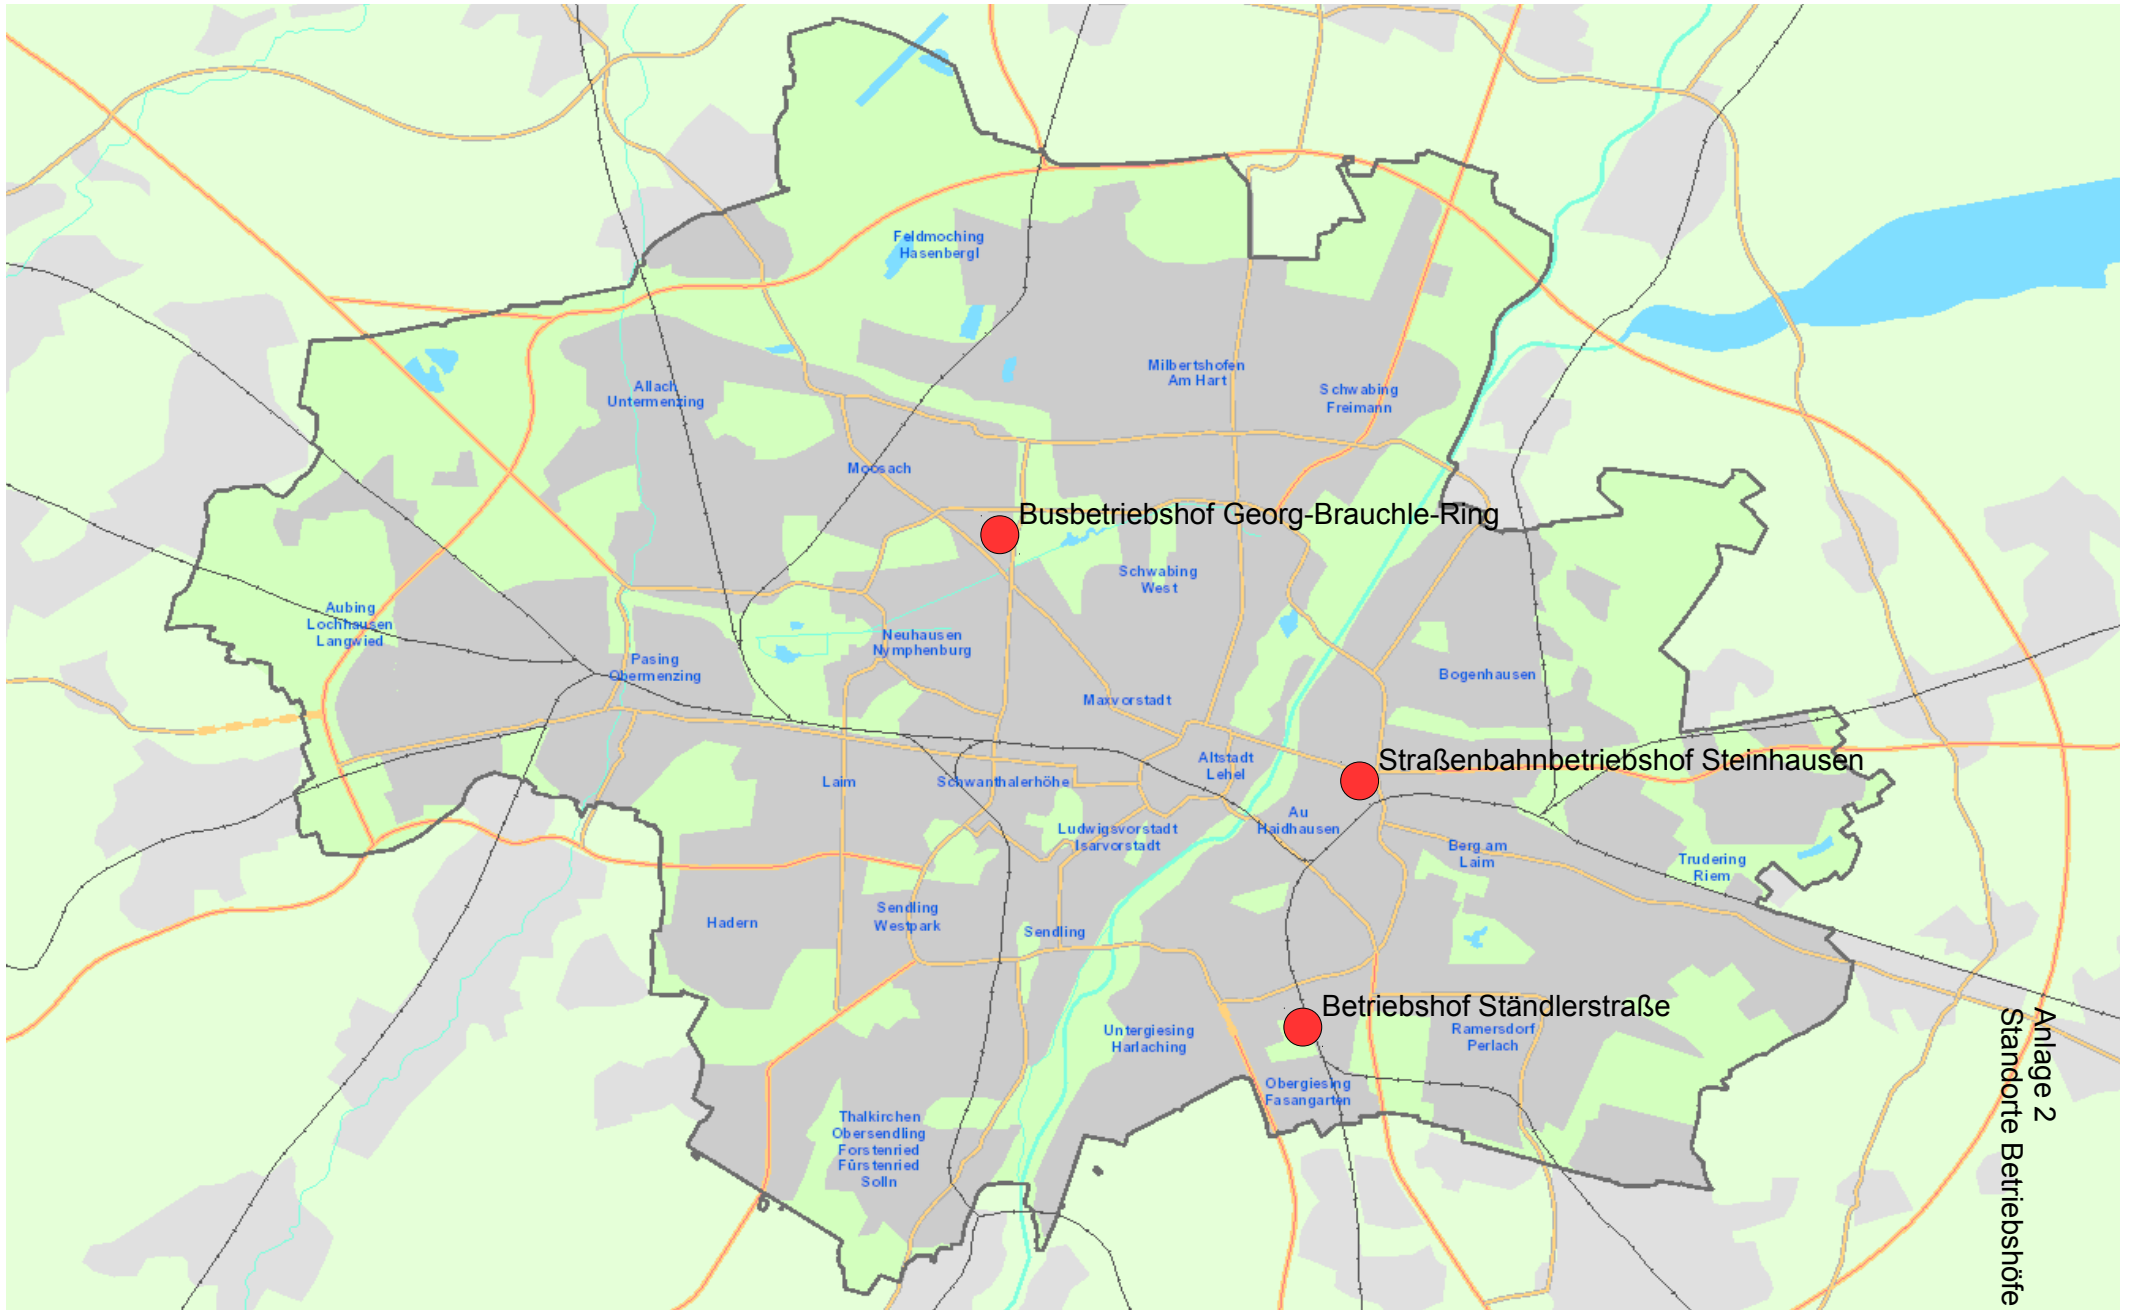 Feldmoching
Hasenbergl
Milbertshofen
Am Hart
Allach
Untermenzing
Schwabing
Freimann
Moosach
Busbetriebshof Georg-Brauchle-Ring
Schwabing
West
Aubing
Lochhausen
Langwied
Neuhausen
Nymphenburg
Pasing
Obermenzing
Bogenhausen
Maxvorstadt
Altstadt
Lehel
Straßenbahnbetriebshof Steinhausen
Laim
Schwanthalerhöhe
Au
Haidhausen
Ludwigsvorstadt
Isarvorstadt
Berg am
Laim
Trudering
Riem
Hadern
Sendling
Westpark
Sendling
Betriebshof Ständlerstraße
Untergiesing
Harlaching
Ramersdorf
Perlach
Obergiesing
Fasangarten
Thalkirchen
Obersendling
Forstenried
Fürstenried
Solln
Anlage 2
Standorte Betriebshöfe